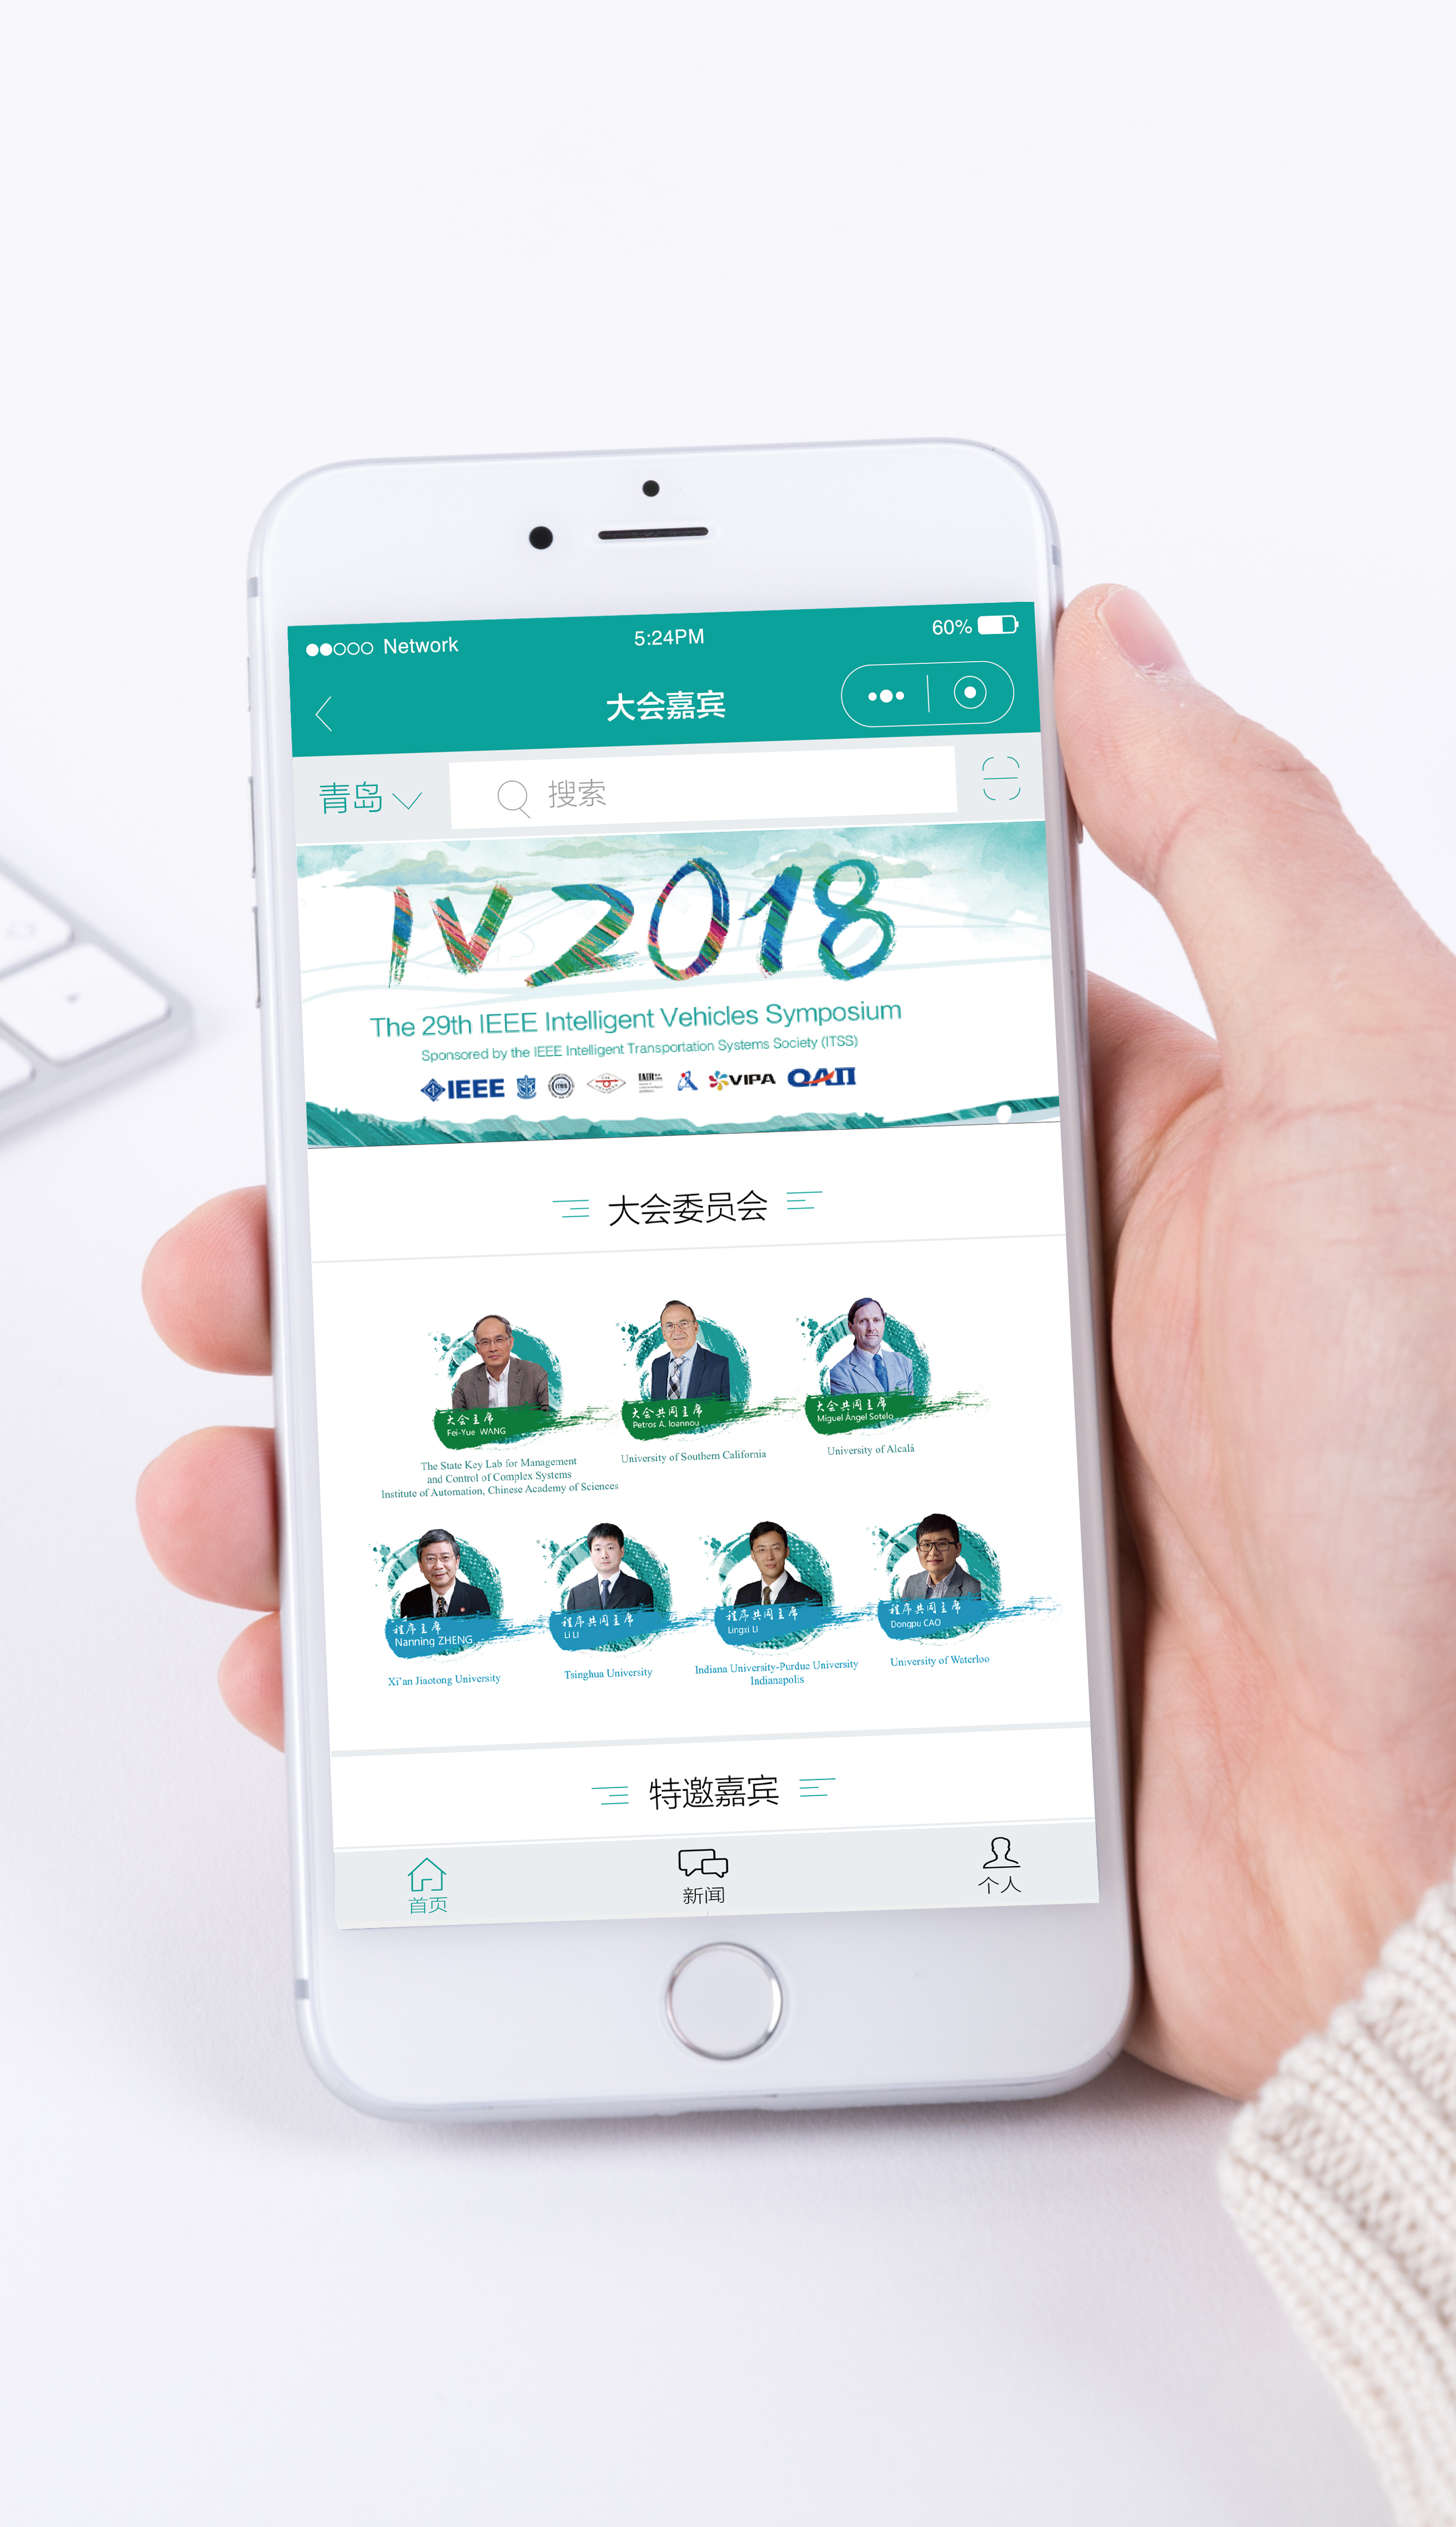 Network 5:24PM 60%
大会嘉宾
青岛 搜索
IV2018
The 29th IEEE Intelligent Vehicles Symposium
Sponsored by the IEEE Intelligent Transportation Systems Society (ITSS)
IEEE ITSS VIPA QAII
大会委员会
大会主席
Fei-Yue WANG
The State Key Lab for Management
and Control of Complex Systems
Institute of Automation, Chinese Academy of Sciences
大会共同主席
Petros A. Ioannou
University of Southern California
大会共同主席
Miguel Ángel Sotelo
University of Alcalá
程序主席
Nanning ZHENG
Xi'an Jiaotong University
程序共同主席
Li LI
Tsinghua University
程序共同主席
Lingxi LI
Indiana University-Purdue University
Indianapolis
程序共同主席
Dongpu CAO
University of Waterloo
特邀嘉宾
首页 新闻 个人